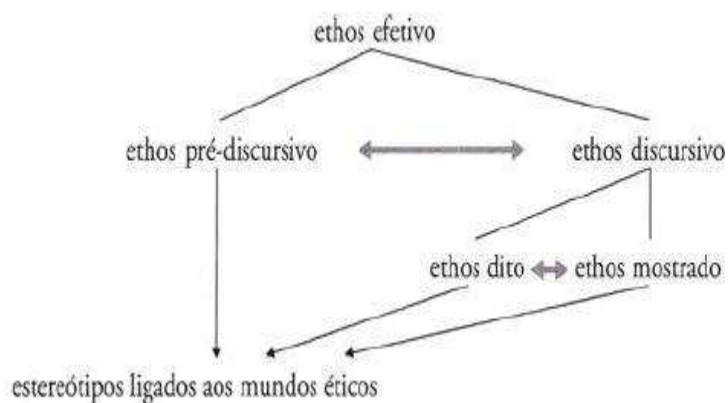 ethos efetivo
ethos pré-discursivo ethos discursivo
ethos dito ethos mostrado
estereótipos ligados aos mundos éticos